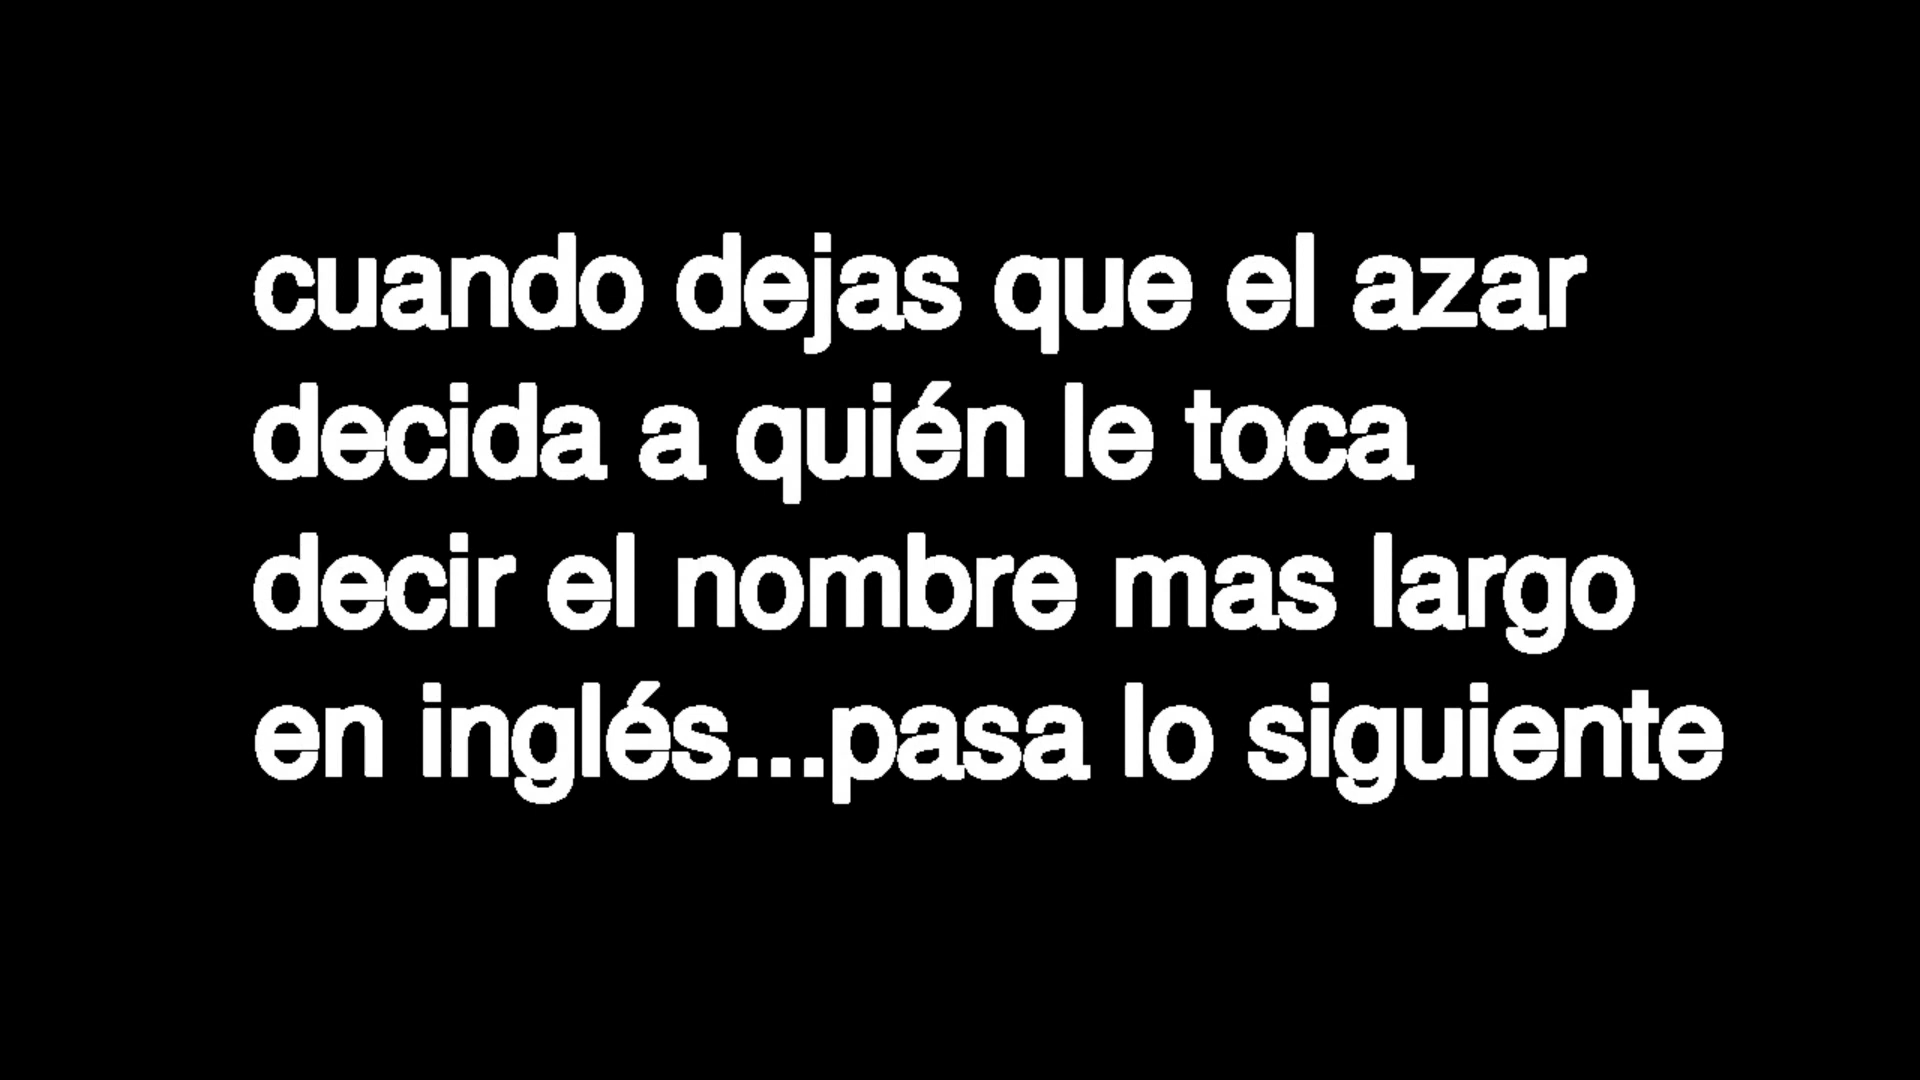 cuando dejas que el azar
decida a quién le toca
decir el nombre mas largo
en inglés...pasa lo siguiente